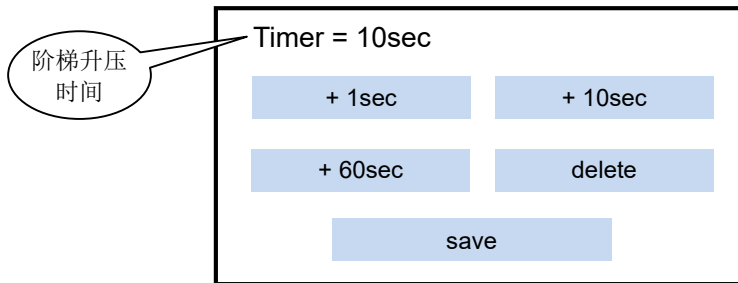 阶梯升压
时间
Timer = 10sec
+ 1sec
+ 10sec
+ 60sec
delete
save